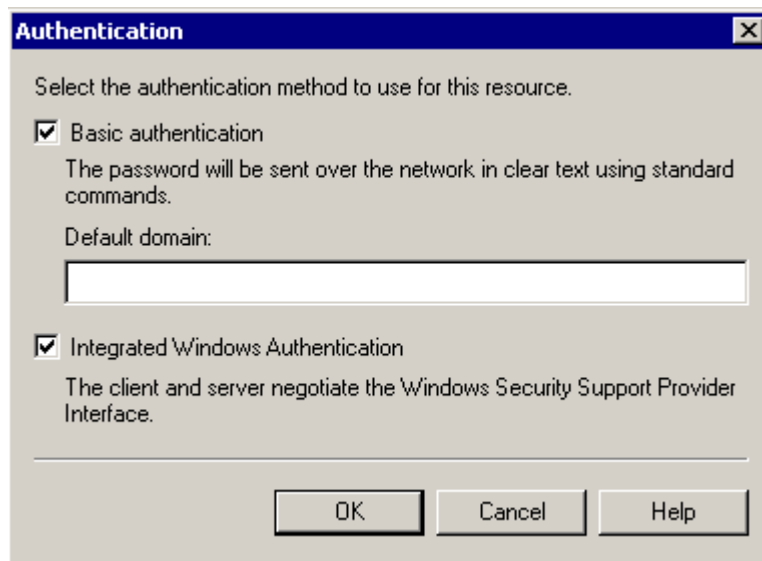 Authentication
Select the authentication method to use for this resource.
Basic authentication
The password will be sent over the network in clear text using standard
commands.
Default domain:
Integrated Windows Authentication
The client and server negotiate the Windows Security Support Provider
Interface.
OK Cancel Help